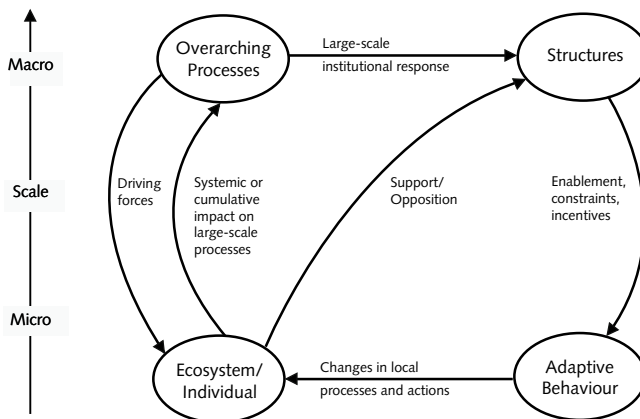 Macro
Scale
Micro
Overarching
Processes
Large-scale
institutional response
Structures
Driving
forces
Systemic or
cumulative
impact on
large-scale
processes
Support/
Opposition
Enablement,
constraints,
incentives
Ecosystem/
Individual
Changes in local
processes and actions
Adaptive
Behaviour